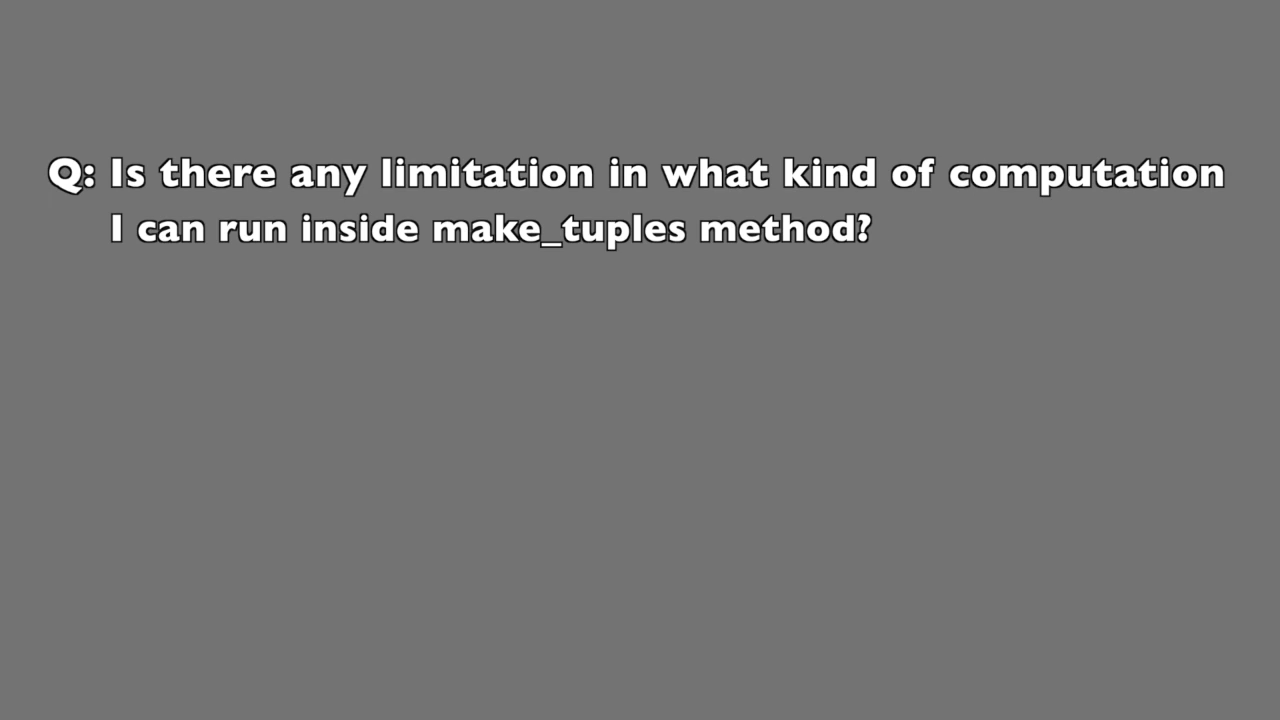 Q: Is there any limitation in what kind of computation
I can run inside make_tuples method?